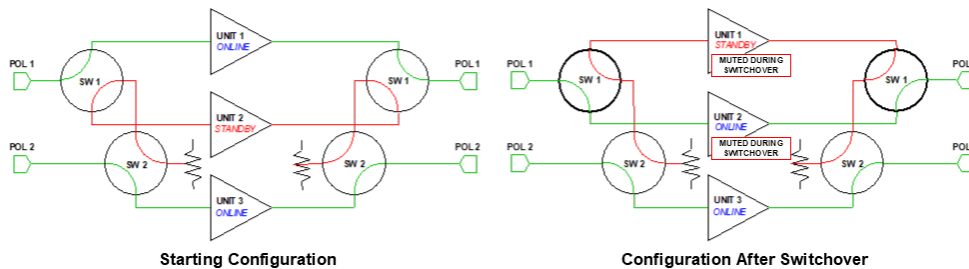 UNIT 1
ONLINE
POL 1
SW 1
SW 1
POL 1
UNIT 2
STANDBY
POL 2
SW 2
SW 2
POL 2
UNIT 3
ONLINE
Starting Configuration
UNIT 1
STANDBY
MUTED DURING
SWITCHOVER
POL 1
SW 1
SW 1
POL
UNIT 2
ONLINE
MUTED DURING
SWITCHOVER
POL 2
SW 2
SW 2
POL
UNIT 3
ONLINE
Configuration After Switchover